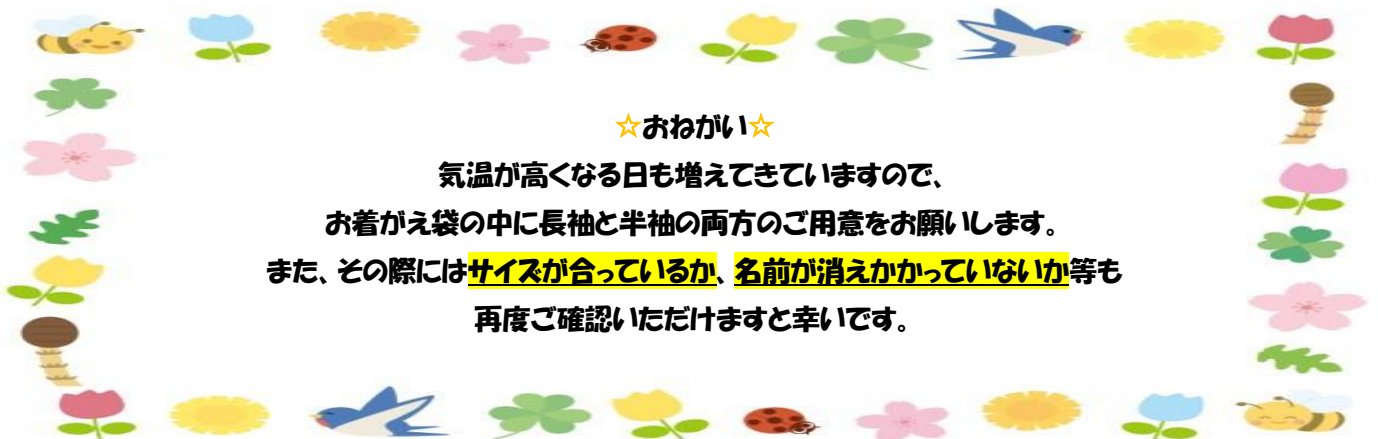 ☆おねがい☆
気温が高くなる日も増えてきていますので、
お着がえ袋の中に長袖と半袖の両方のご用意をお願いします。
また、その際にはサイズが合っているか、名前が消えかかっていないか等も
再度ご確認いただけますと幸いです。